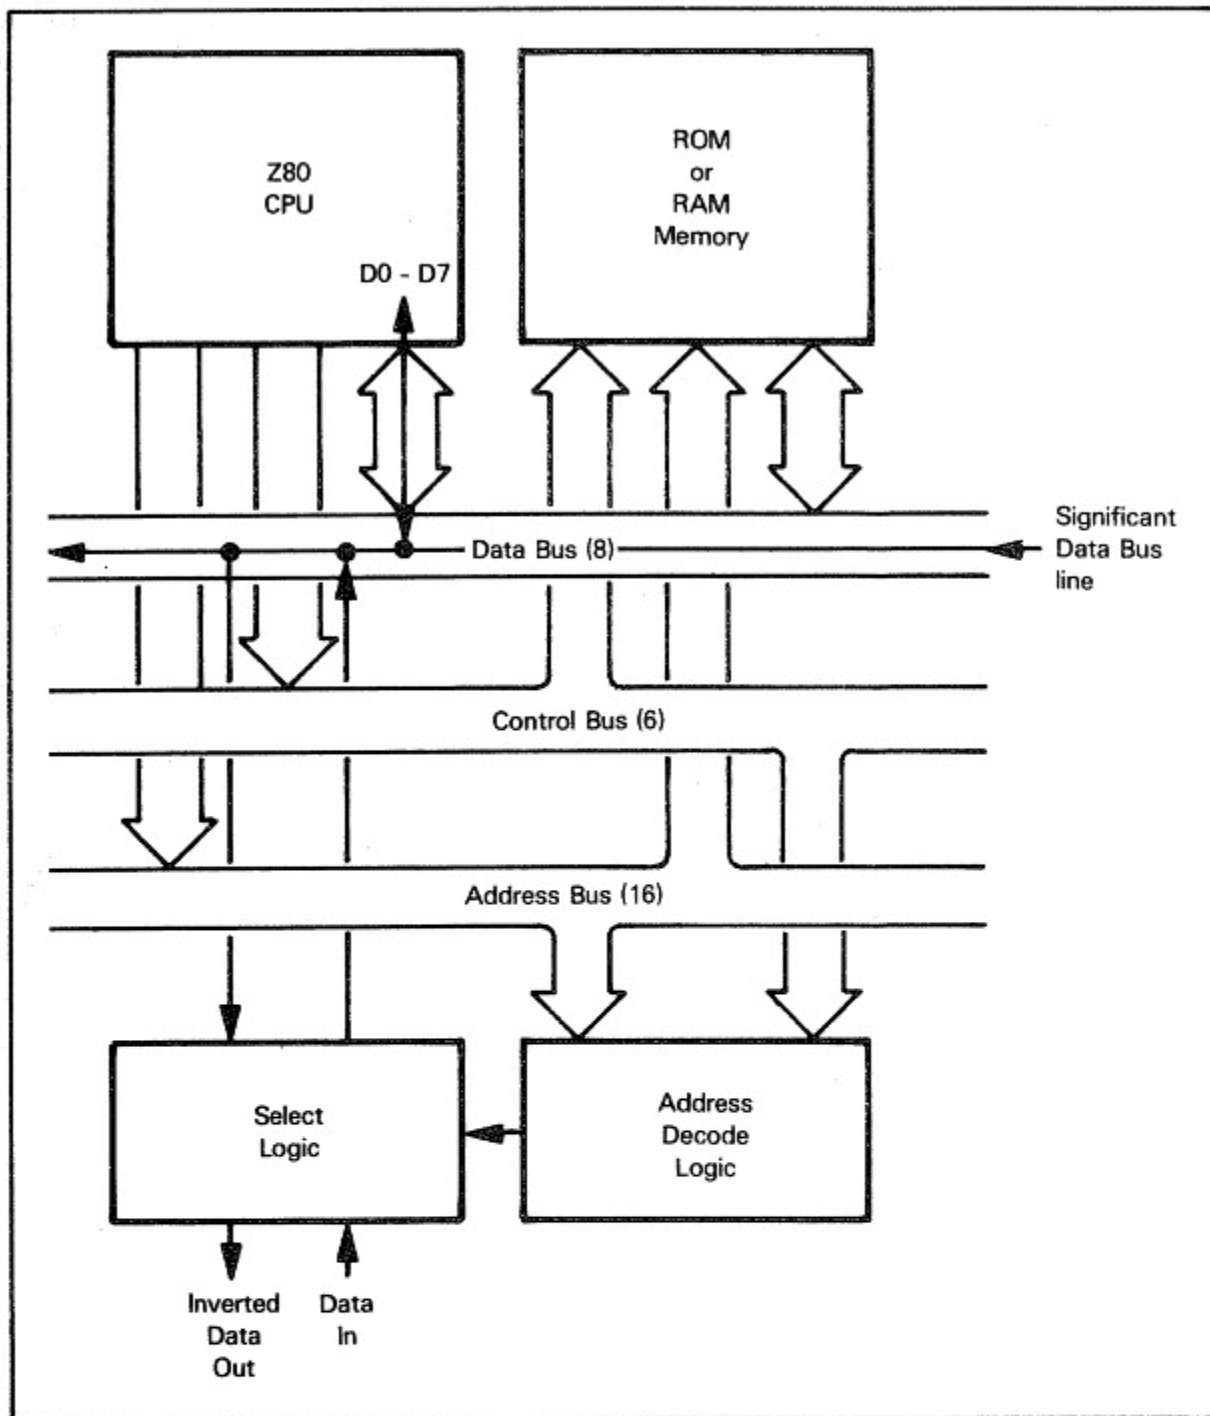 Z80
CPU
D0 - D7
ROM
or
RAM
Memory
Data Bus (8)
Significant
Data Bus
line
Control Bus (6)
Address Bus (16)
Select
Logic
Address
Decode
Logic
Inverted
Data
Out
Data
In